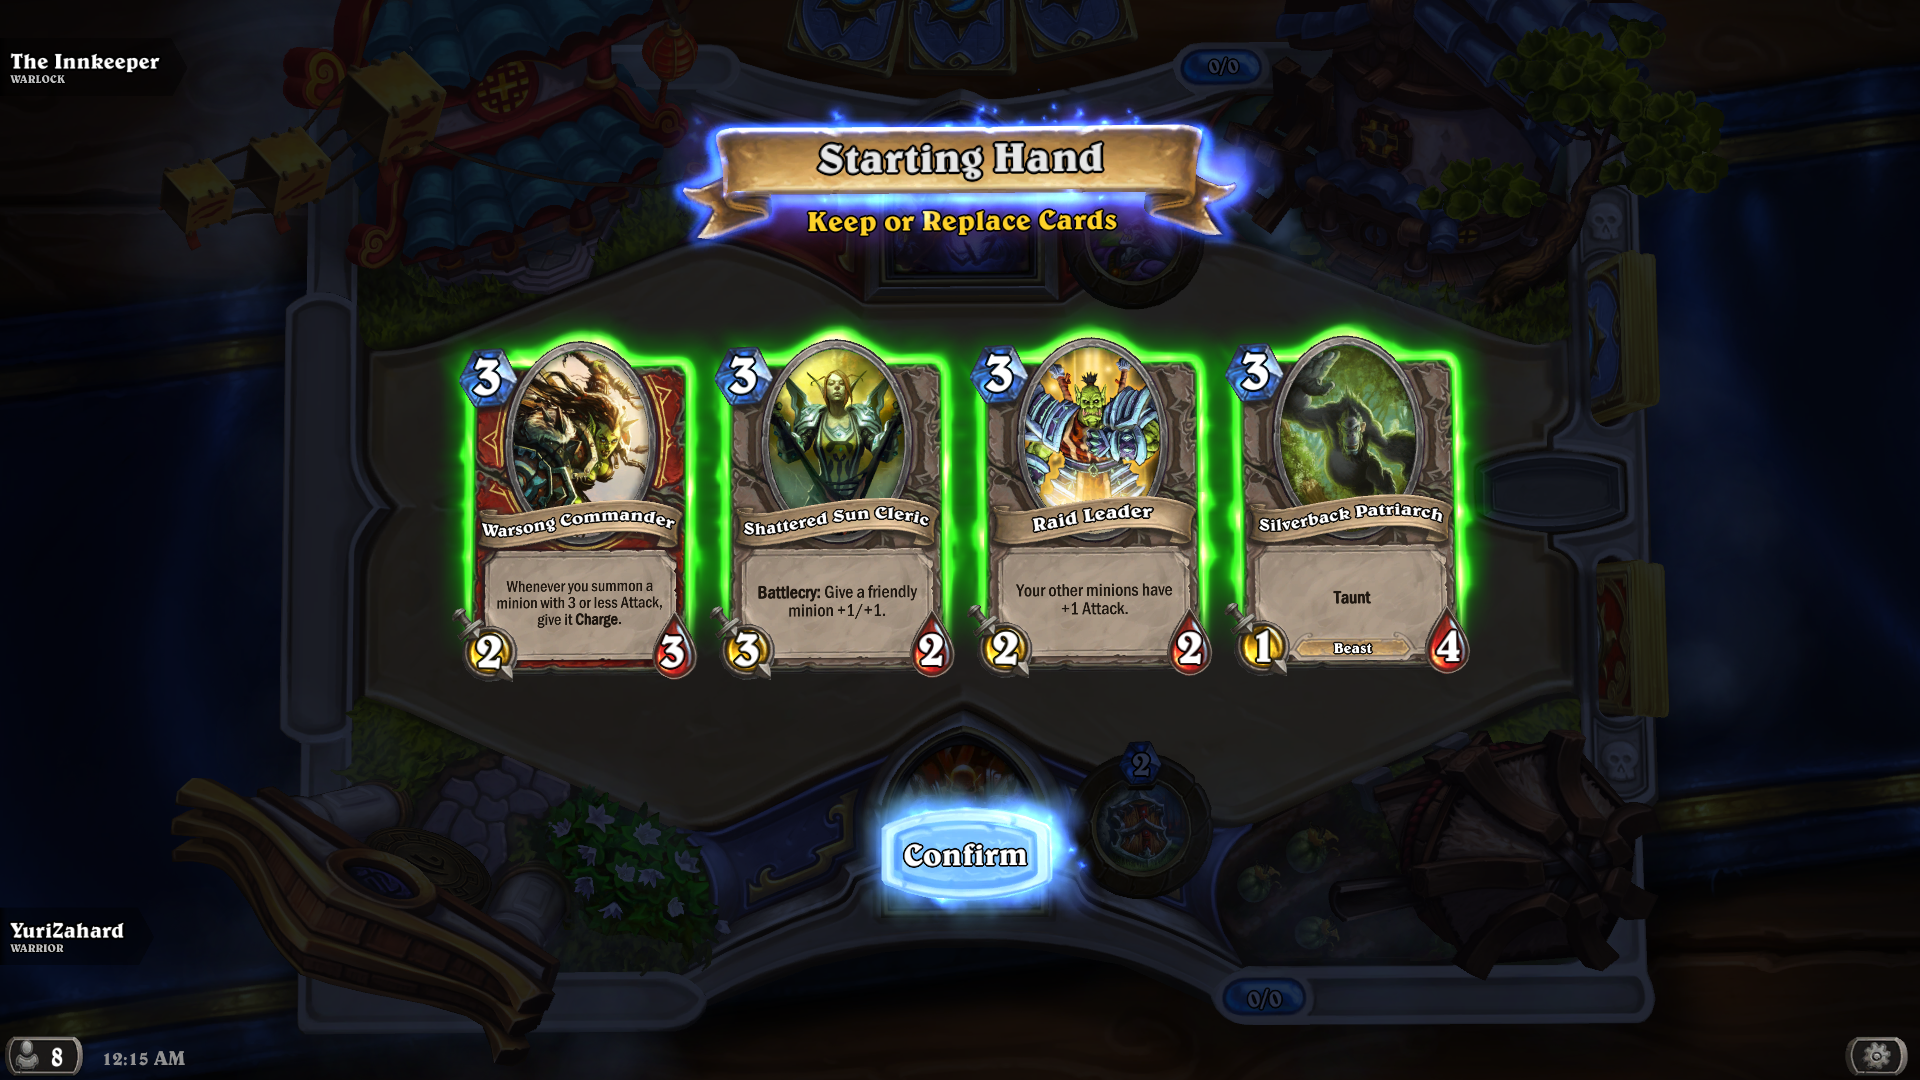 The Innkeeper
WARLOCK
0/0
Starting Hand
Keep or Replace Cards
3
Warsong Commander
Whenever you summon a
minion with 3 or less Attack,
give it Charge.
2
3
3
Shattered Sun Cleric
Battlecry: Give a friendly
minion +1/+1.
3
2
3
Raid Leader
Your other minions have
+1 Attack.
2
2
3
Silverback Patriarch
Taunt
Beast
1
4
2
Confirm
YuriZahard
WARRIOR
0/0
8
12:15 AM